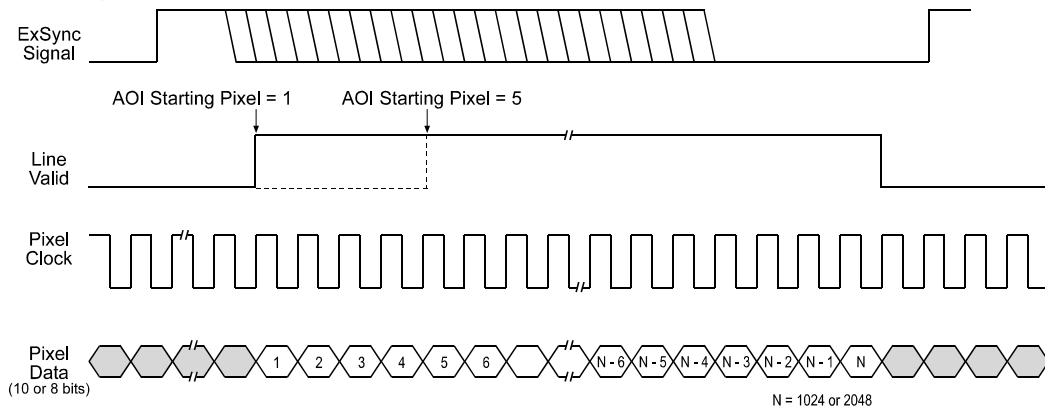 ExSync
Signal
AOI Starting Pixel = 1
AOI Starting Pixel = 5
Line
Valid
Pixel
Clock
Pixel
Data
(10 or 8 bits)
1
2
3
4
5
6
N - 6
N - 5
N - 4
N - 3
N - 2
N - 1
N
N = 1024 or 2048